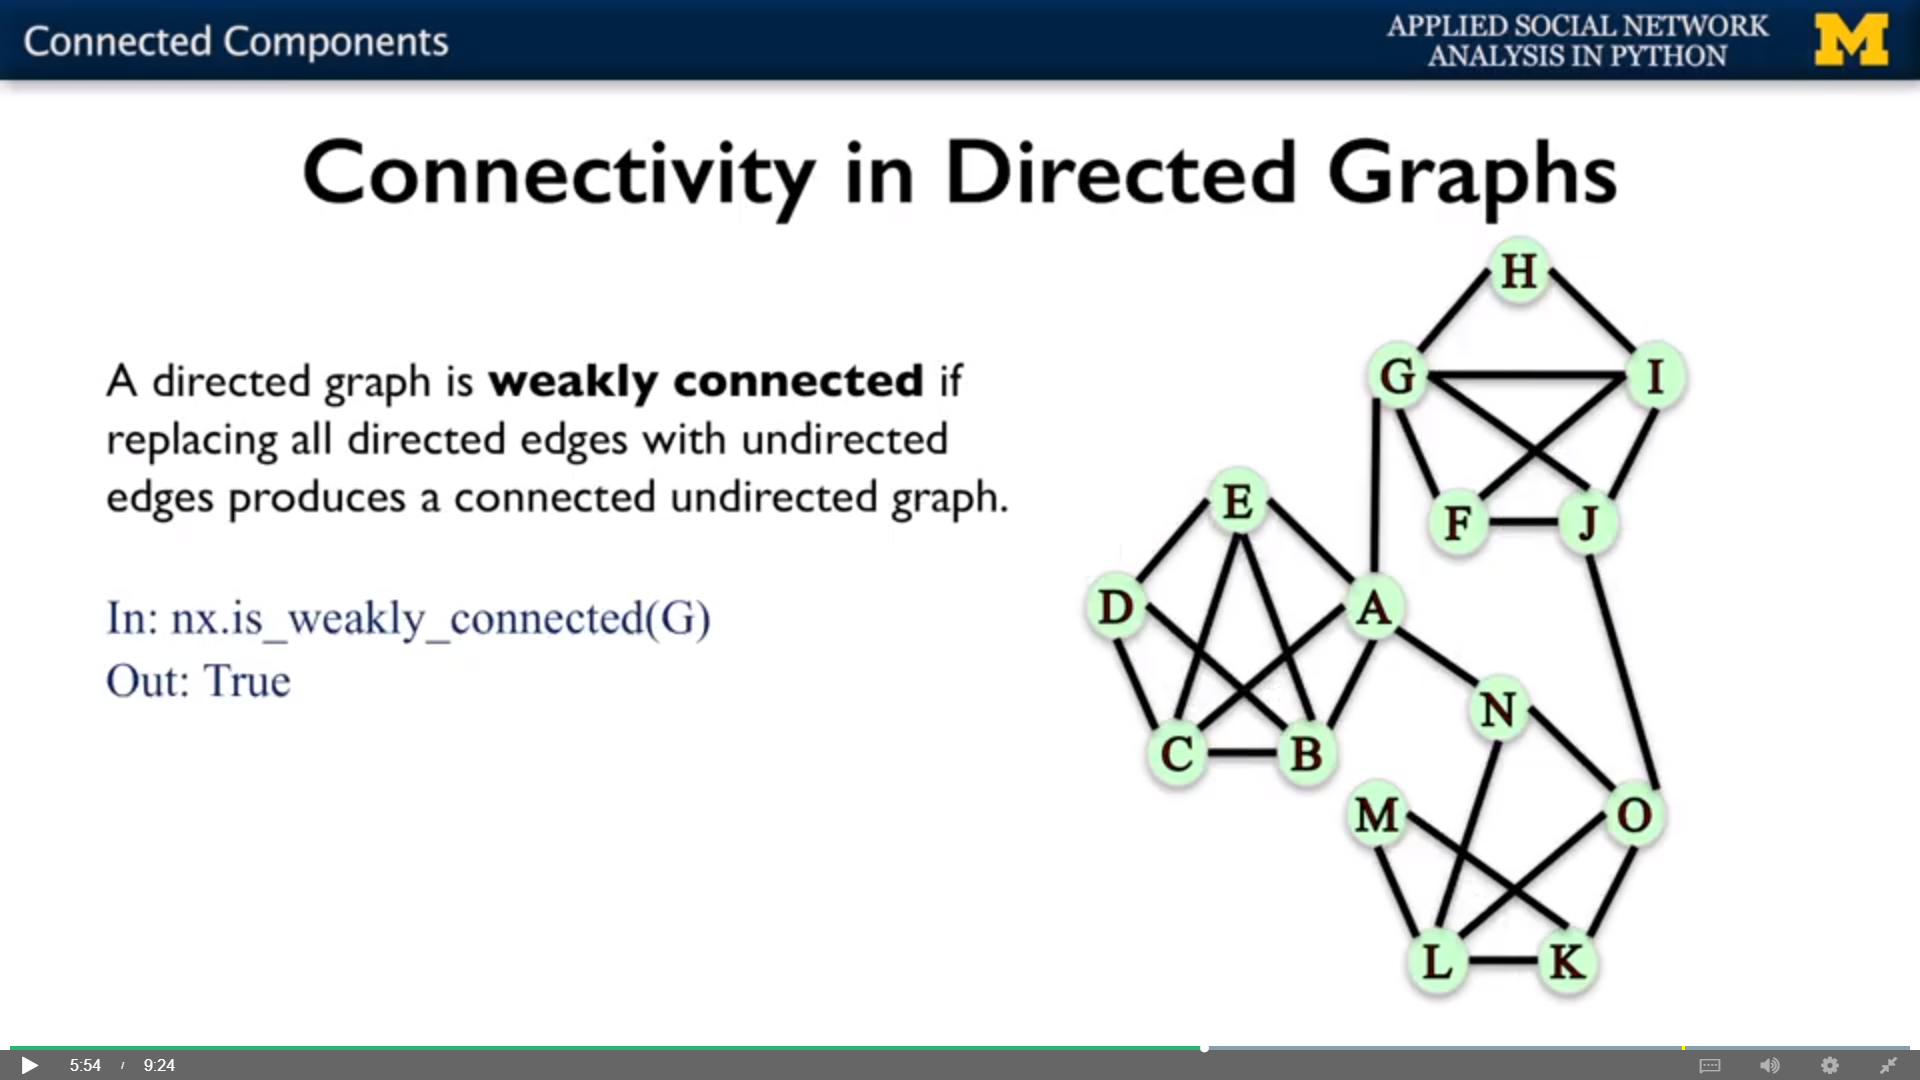 Connected Components
APPLIED SOCIAL NETWORK
ANALYSIS IN PYTHON
M
Connectivity in Directed Graphs
A directed graph is weakly connected if
replacing all directed edges with undirected
edges produces a connected undirected graph.
In: nx.is_weakly_connected(G)
Out: True
H
G
I
F
J
E
D
A
C
B
N
M
O
L
K
5:54 / 9:24